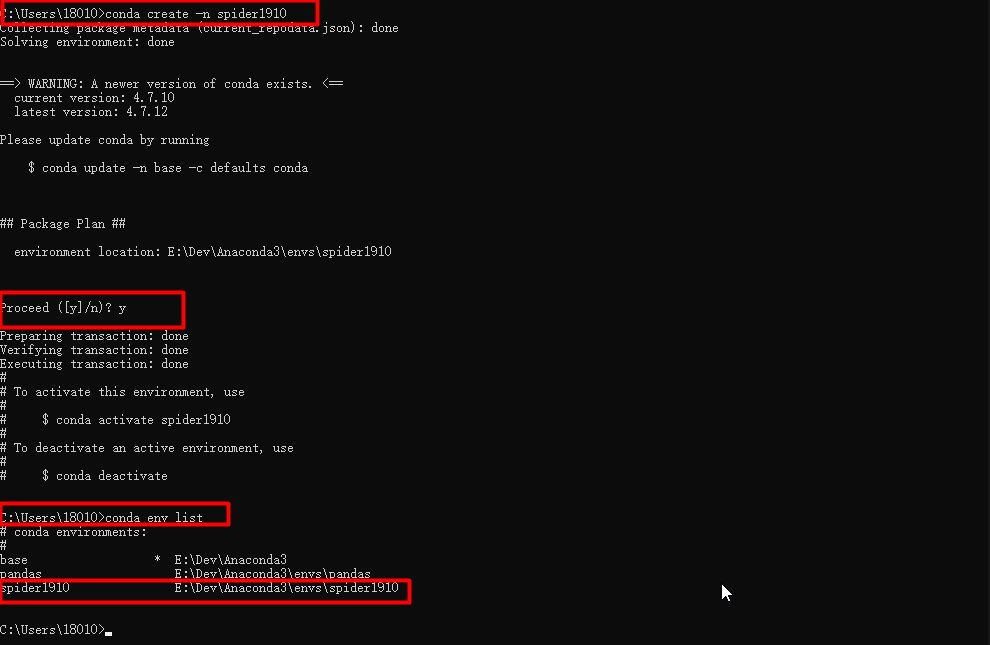 C:\Users\18010>conda create -n spider1910
Collecting package metadata (current_repodata.json): done
Solving environment: done
==> WARNING: A newer version of conda exists. <==
current version: 4.7.10
latest version: 4.7.12
Please update conda by running
$ conda update -n base -c defaults conda
## Package Plan ##
environment location: E:\Dev\Anaconda3\envs\spider1910
Proceed ([y]/n)? y
Preparing transaction: done
Verifying transaction: done
Executing transaction: done
#
# To activate this environment, use
#
#     $ conda activate spider1910
#
# To deactivate an active environment, use
#
#     $ conda deactivate
C:\Users\18010>conda env list
# conda environments:
#
base                  *  E:\Dev\Anaconda3
pandas                   E:\Dev\Anaconda3\envs\pandas
spider1910               E:\Dev\Anaconda3\envs\spider1910
C:\Users\18010>